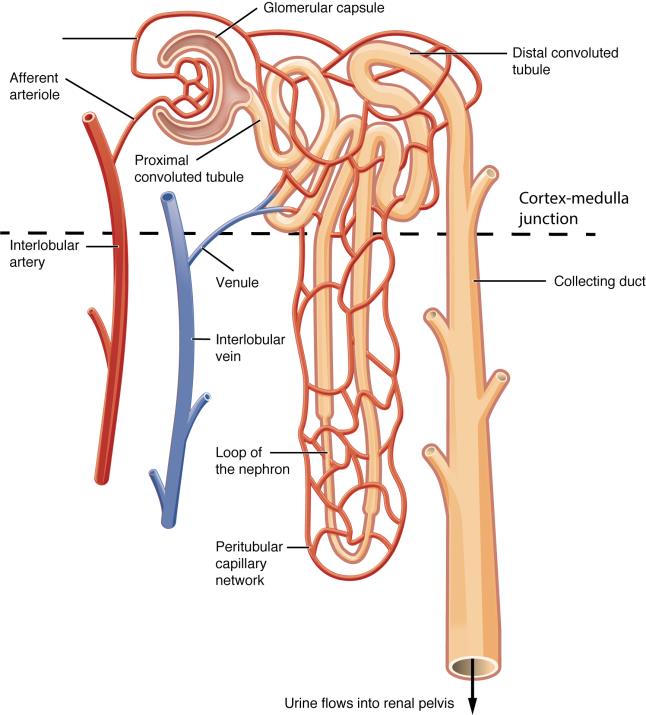 Glomerular capsule
Distal convoluted
tubule
Afferent
arteriole
Proximal
convoluted tubule
Cortex-medulla
junction
Interlobular
artery
Venule
Collecting duct
Interlobular
vein
Loop of
the nephron
Peritubular
capillary
network
Urine flows into renal pelvis